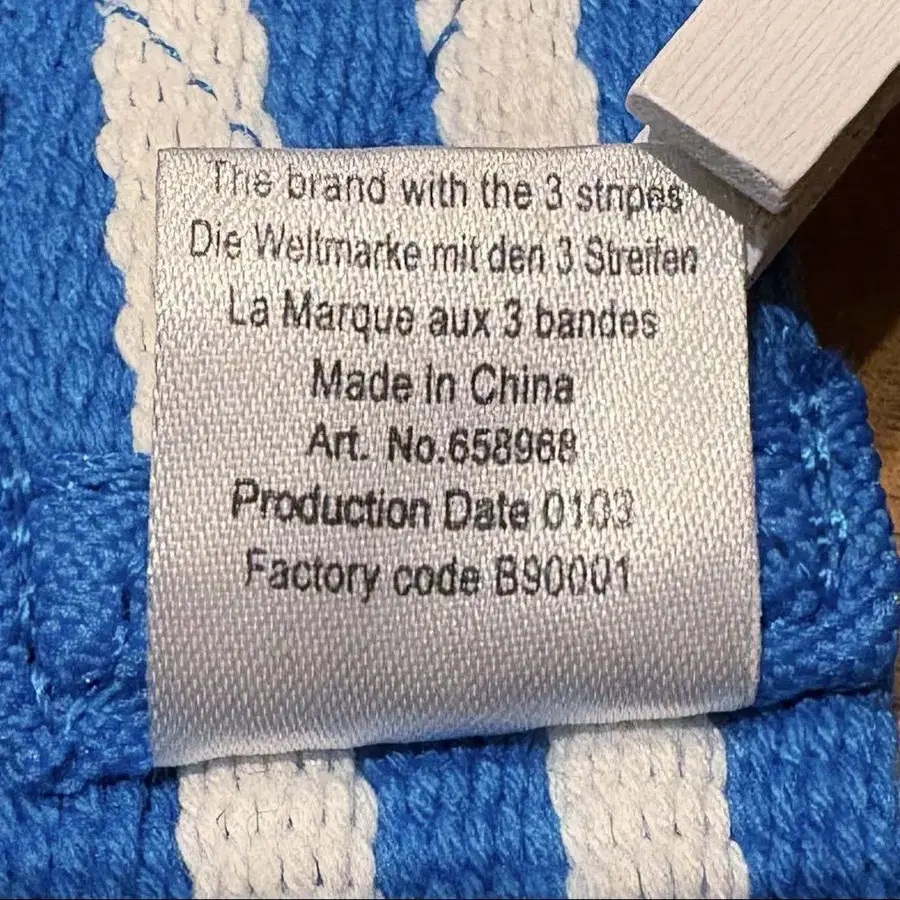 The brand with the 3 stripes
Die Weltmarke mit den 3 Streifen
La Marque aux 3 bandes
Made In China
Art. No.658968
Production Date 0103
Factory code B90001